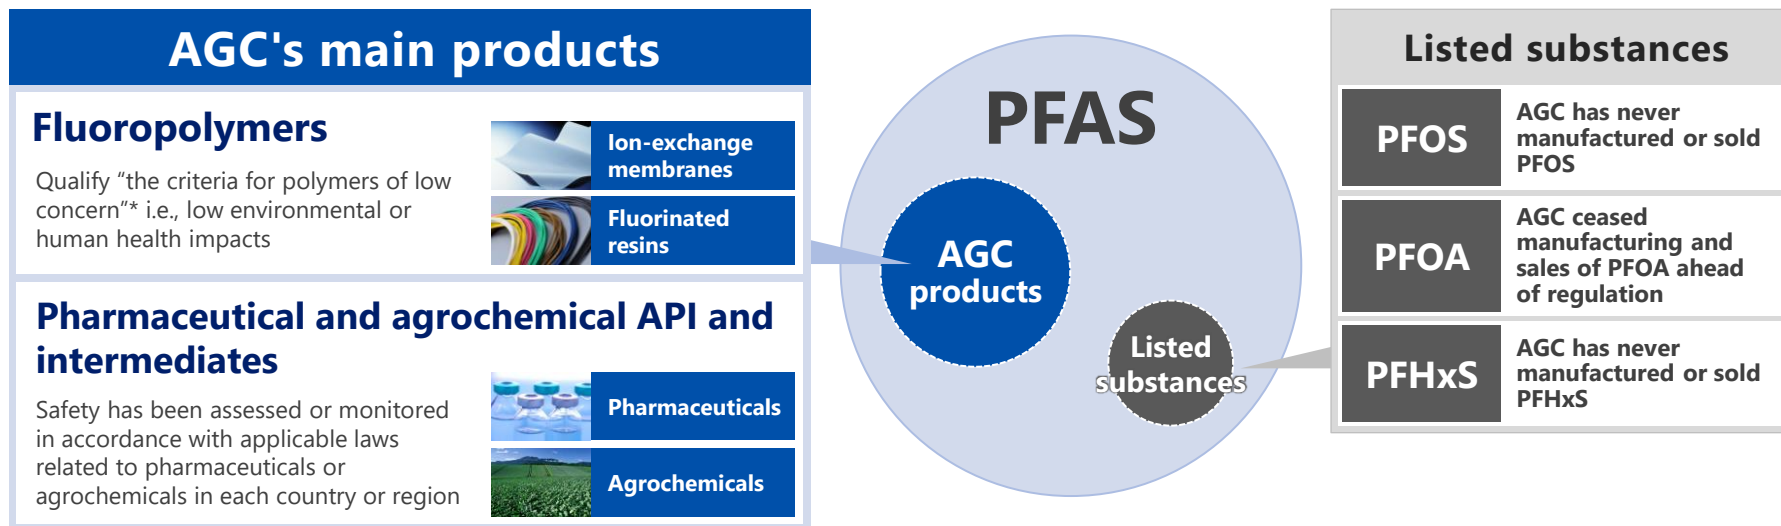 AGC's main products
Fluoropolymers
Qualify “the criteria for polymers of low
concern”* i.e., low environmental or
human health impacts
Ion-exchange
membranes
Fluorinated
resins
Pharmaceutical and agrochemical API and
intermediates
Safety has been assessed or monitored
in accordance with applicable laws
related to pharmaceuticals or
agrochemicals in each country or region
Pharmaceuticals
Agrochemicals
PFAS
AGC
products
Listed
substances
Listed substances
PFOS
AGC has never
manufactured or sold
PFOS
PFOA
AGC ceased
manufacturing and
sales of PFOA ahead
of regulation
PFHxS
AGC has never
manufactured or sold
PFHxS